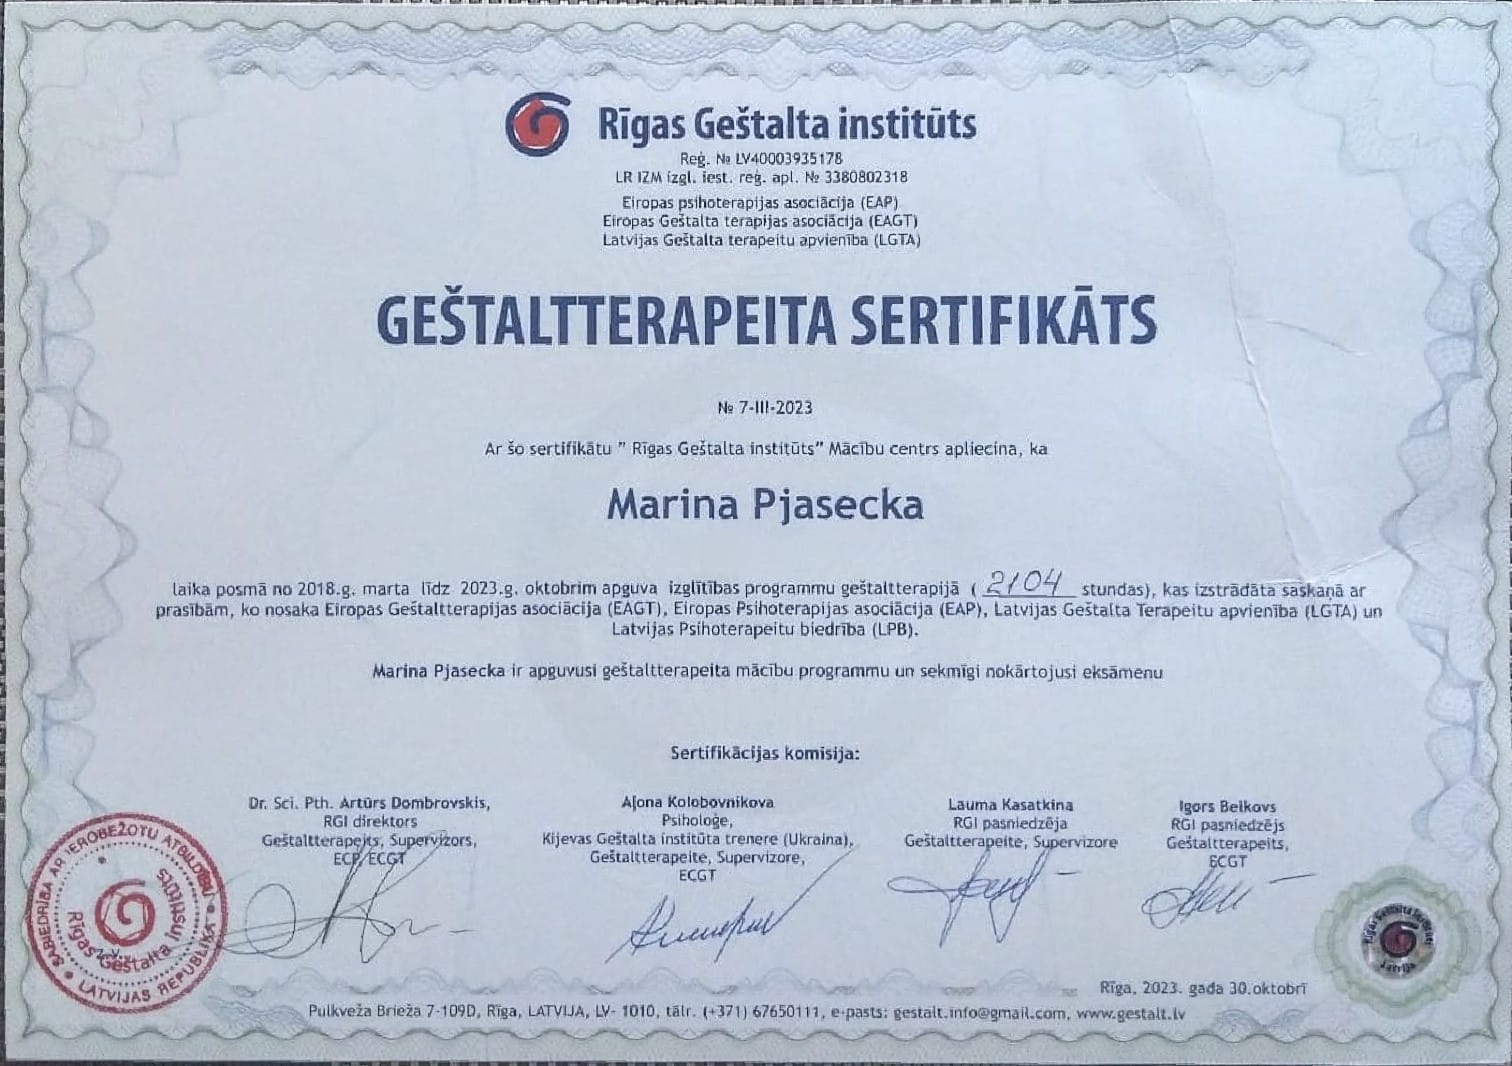 Rīgas Geštalta institūts
Reģ. № LV40003935178
LR IZM izgl. iest. reģ. apl. № 3380802318
Eiropas psihoterapijas asociācija (EAP)
Eiropas Geštalta terapijas asociācija (EAGT)
Latvijas Geštalta terapeitu apvienība (LGTA)
GEŠTALTTERAPEITA SERTIFIKĀTS
№ 7-III-2023
Ar šo sertifikātu " Rīgas Geštalta institūts" Mācību centrs apliecina, ka
Marina Pjasecka
laika posmā no 2018.g. marta līdz 2023.g. oktobrim apguva izglītības programmu geštaltterapijā ( 2104 stundas), kas izstrādāta saskaņā ar
prasībām, ko nosaka Eiropas Geštaltterapijas asociācija (EAGT), Eiropas Psihoterapijas asociācija (EAP), Latvijas Geštalta Terapeitu apvienība (LGTA) un
Latvijas Psihoterapeitu biedrība (LPB).
Marina Pjasecka ir apguvusi geštaltterapeita mācību programmu un sekmīgi nokārtojusi eksāmenu
Sertifikācijas komisija:
Dr. Sci. Pth. Artūrs Dombrovskis,
RGI direktors
Geštaltterapeits, Supervizors,
ECP/ECGT
Aļona Kolobovnikova
Psiholoģe,
Kijevas Geštalta institūta trenere (Ukraina),
Geštaltterapeite, Supervizore,
ECGT
Lauma Kasatkina
RGI pasniedzēja
Geštaltterapeite, Supervizore
Igors Belkovs
RGI pasniedzējs
Geštaltterapeits,
ECGT
SABIEDRĪBA AR IEROBEŽOTU ATBILDĪBU
Rīgas Geštalta Institūts
LATVIJAS REPUBLIKA
Rīgas Geštalta institūts
Latvija
Rīga, 2023. gada 30.oktobrī
Pulkveža Brieža 7-109D, Rīga, LATVIJA, LV- 1010, tālr. (+371) 67650111, e-pasts: gestalt.info@gmail.com, www.gestalt.lv